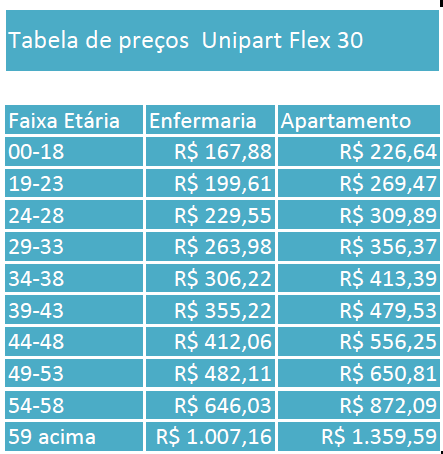 Tabela de preços  Unipart Flex 30
Faixa Etária Enfermaria Apartamento
00-18 R$ 167,88 R$ 226,64
19-23 R$ 199,61 R$ 269,47
24-28 R$ 229,55 R$ 309,89
29-33 R$ 263,98 R$ 356,37
34-38 R$ 306,22 R$ 413,39
39-43 R$ 355,22 R$ 479,53
44-48 R$ 412,06 R$ 556,25
49-53 R$ 482,11 R$ 650,81
54-58 R$ 646,03 R$ 872,09
59 acima R$ 1.007,16 R$ 1.359,59